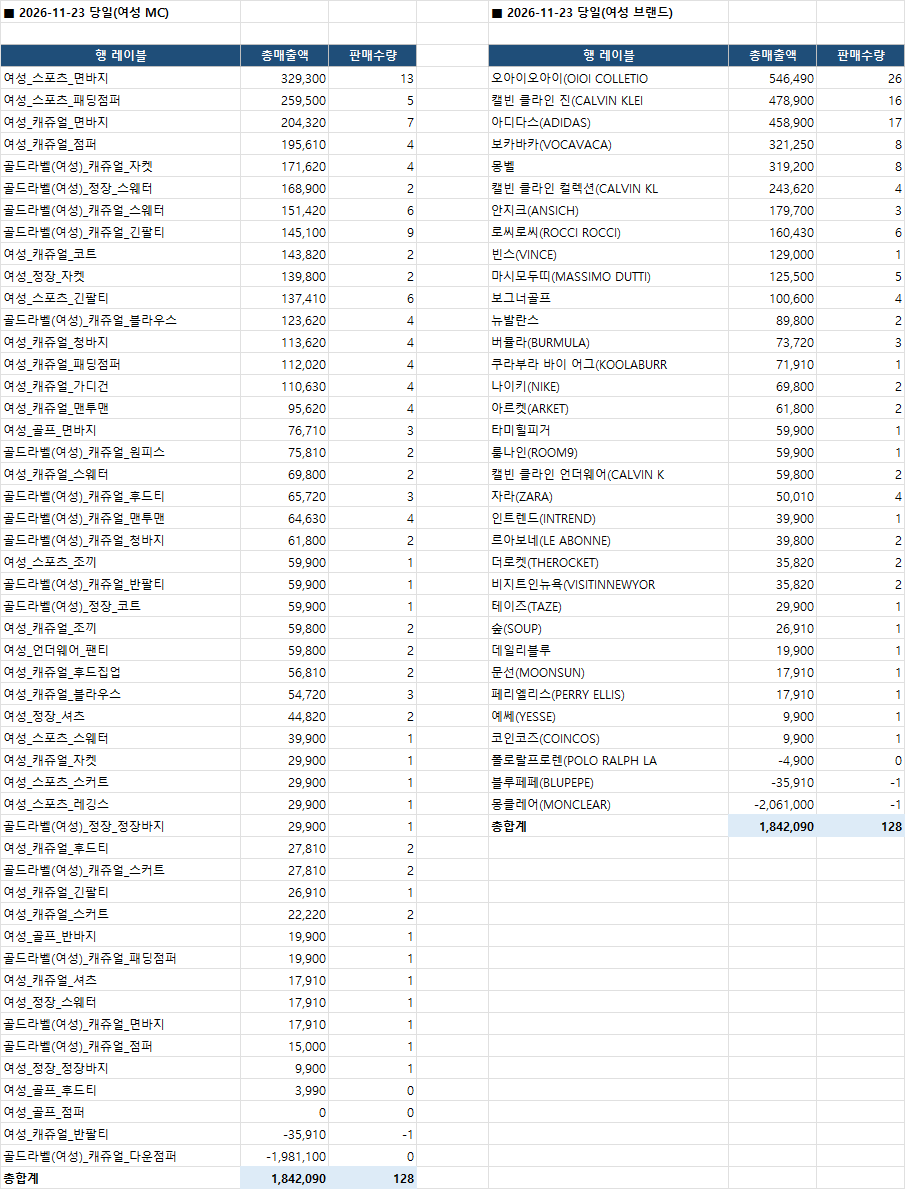 ■ 2026-11-23 당일(여성 MC)
행 레이블 총매출액 판매수량
여성_스포츠_면바지 329,300 13
여성_스포츠_패딩점퍼 259,500 5
여성_캐쥬얼_면바지 204,320 7
여성_캐쥬얼_점퍼 195,610 4
골드라벨(여성)_캐쥬얼_자켓 171,620 4
골드라벨(여성)_정장_스웨터 168,900 2
골드라벨(여성)_캐쥬얼_스웨터 151,420 6
골드라벨(여성)_캐쥬얼_긴팔티 145,100 9
여성_캐쥬얼_코트 143,820 2
여성_정장_자켓 139,800 2
여성_스포츠_긴팔티 137,410 6
골드라벨(여성)_캐쥬얼_블라우스 123,620 4
여성_캐쥬얼_청바지 113,620 4
여성_캐쥬얼_패딩점퍼 112,020 4
여성_캐쥬얼_가디건 110,630 4
여성_캐쥬얼_맨투맨 95,620 4
여성_골프_면바지 76,710 3
골드라벨(여성)_캐쥬얼_원피스 75,810 2
여성_캐쥬얼_스웨터 69,800 2
골드라벨(여성)_캐쥬얼_후드티 65,720 3
골드라벨(여성)_캐쥬얼_맨투맨 64,630 4
골드라벨(여성)_캐쥬얼_청바지 61,800 2
여성_스포츠_조끼 59,900 1
골드라벨(여성)_캐쥬얼_반팔티 59,900 1
골드라벨(여성)_정장_코트 59,900 1
여성_캐쥬얼_조끼 59,800 2
여성_언더웨어_팬티 59,800 2
여성_캐쥬얼_후드집업 56,810 2
여성_캐쥬얼_블라우스 54,720 3
여성_정장_셔츠 44,820 2
여성_스포츠_스웨터 39,900 1
여성_캐쥬얼_자켓 29,900 1
여성_스포츠_스커트 29,900 1
여성_스포츠_레깅스 29,900 1
골드라벨(여성)_정장_정장바지 29,900 1
여성_캐쥬얼_후드티 27,810 2
골드라벨(여성)_캐쥬얼_스커트 27,810 2
여성_캐쥬얼_긴팔티 26,910 1
여성_캐쥬얼_스커트 22,220 2
여성_골프_반바지 19,900 1
골드라벨(여성)_캐쥬얼_패딩점퍼 19,900 1
여성_캐쥬얼_셔츠 17,910 1
여성_정장_스웨터 17,910 1
골드라벨(여성)_캐쥬얼_면바지 17,910 1
골드라벨(여성)_캐쥬얼_점퍼 15,000 1
여성_정장_정장바지 9,900 1
여성_골프_후드티 3,990 0
여성_골프_점퍼 0 0
여성_캐쥬얼_반팔티 -35,910 -1
골드라벨(여성)_캐쥬얼_다운점퍼 -1,981,100 0
총합계 1,842,090 128
■ 2026-11-23 당일(여성 브랜드)
행 레이블 총매출액 판매수량
오아이오아이(OIOI COLLETIO 546,490 26
캘빈 클라인 진(CALVIN KLEI 478,900 16
아디다스(ADIDAS) 458,900 17
보카바카(VOCAVACA) 321,250 8
몽벨 319,200 8
캘빈 클라인 컬렉션(CALVIN KL 243,620 4
안지크(ANSICH) 179,700 3
로씨로씨(ROCCI ROCCI) 160,430 6
빈스(VINCE) 129,000 1
마시모두띠(MASSIMO DUTTI) 125,500 5
보그너골프 100,600 4
뉴발란스 89,800 2
버뮬라(BURMULA) 73,720 3
쿠라부라 바이 어그(KOOLABURR 71,910 1
나이키(NIKE) 69,800 2
아르켓(ARKET) 61,800 2
타미힐피거 59,900 1
룸나인(ROOM9) 59,900 1
캘빈 클라인 언더웨어(CALVIN K 59,800 2
자라(ZARA) 50,010 4
인트렌드(INTREND) 39,900 1
르아보네(LE ABONNE) 39,800 2
더로켓(THEROCKET) 35,820 2
비지트인뉴욕(VISITINNEWYOR 35,820 2
테이즈(TAZE) 29,900 1
숲(SOUP) 26,910 1
데일리블루 19,900 1
문선(MOONSUN) 17,910 1
페리엘리스(PERRY ELLIS) 17,910 1
예쎄(YESSE) 9,900 1
코인코즈(COINCOS) 9,900 1
폴로랄프로렌(POLO RALPH LA -4,900 0
블루페페(BLUPEPE) -35,910 -1
몽클레어(MONCLEAR) -2,061,000 -1
총합계 1,842,090 128